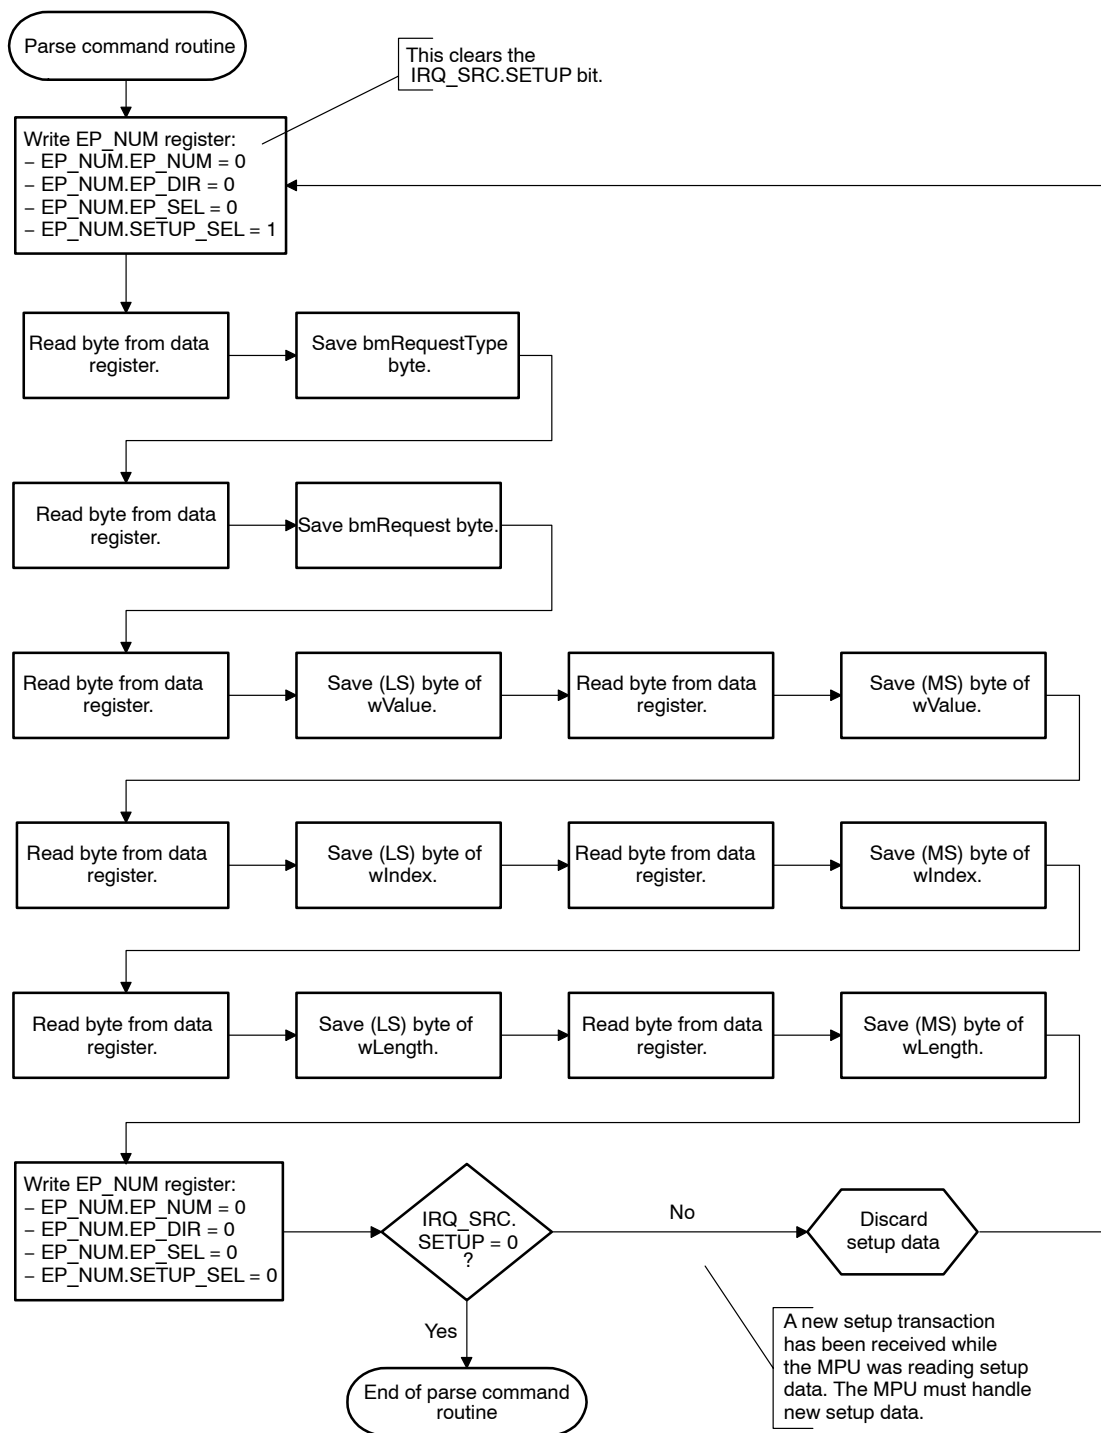 Parse command routine
This clears the
IRQ_SRC.SETUP bit.
Write EP_NUM register:
– EP_NUM.EP_NUM = 0
– EP_NUM.EP_DIR = 0
– EP_NUM.EP_SEL = 0
– EP_NUM.SETUP_SEL = 1
Read byte from data
register.
Save bmRequestType
byte.
Read byte from data
register.
Save bmRequest byte.
Read byte from data
register.
Save (LS) byte of
wValue.
Read byte from data
register.
Save (MS) byte of
wValue.
Read byte from data
register.
Save (LS) byte of
wIndex.
Read byte from data
register.
Save (MS) byte of
wIndex.
Read byte from data
register.
Save (LS) byte of
wLength.
Read byte from data
register.
Save (MS) byte of
wLength.
Write EP_NUM register:
– EP_NUM.EP_NUM = 0
– EP_NUM.EP_DIR = 0
– EP_NUM.EP_SEL = 0
– EP_NUM.SETUP_SEL = 0
IRQ_SRC.
SETUP = 0
?
No
Discard
setup data
Yes
A new setup transaction
has been received while
the MPU was reading setup
data. The MPU must handle
new setup data.
End of parse command
routine